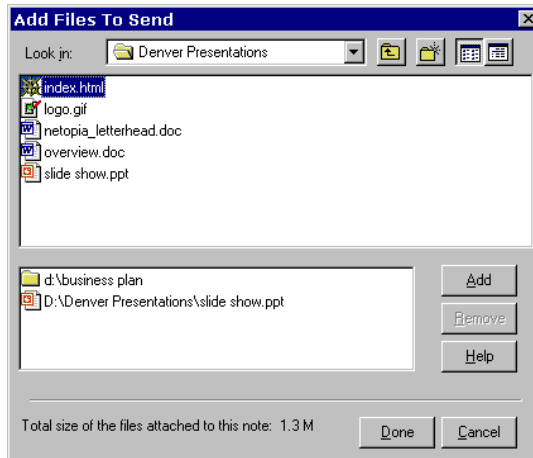 Add Files To Send
Look in: Denver Presentations
index.html
logo.gif
netopia_letterhead.doc
overview.doc
slide show.ppt
d:\business plan
D:\Denver Presentations\slide show.ppt
Add
Remove
Help
Total size of the files attached to this note: 1.3 M
Done Cancel